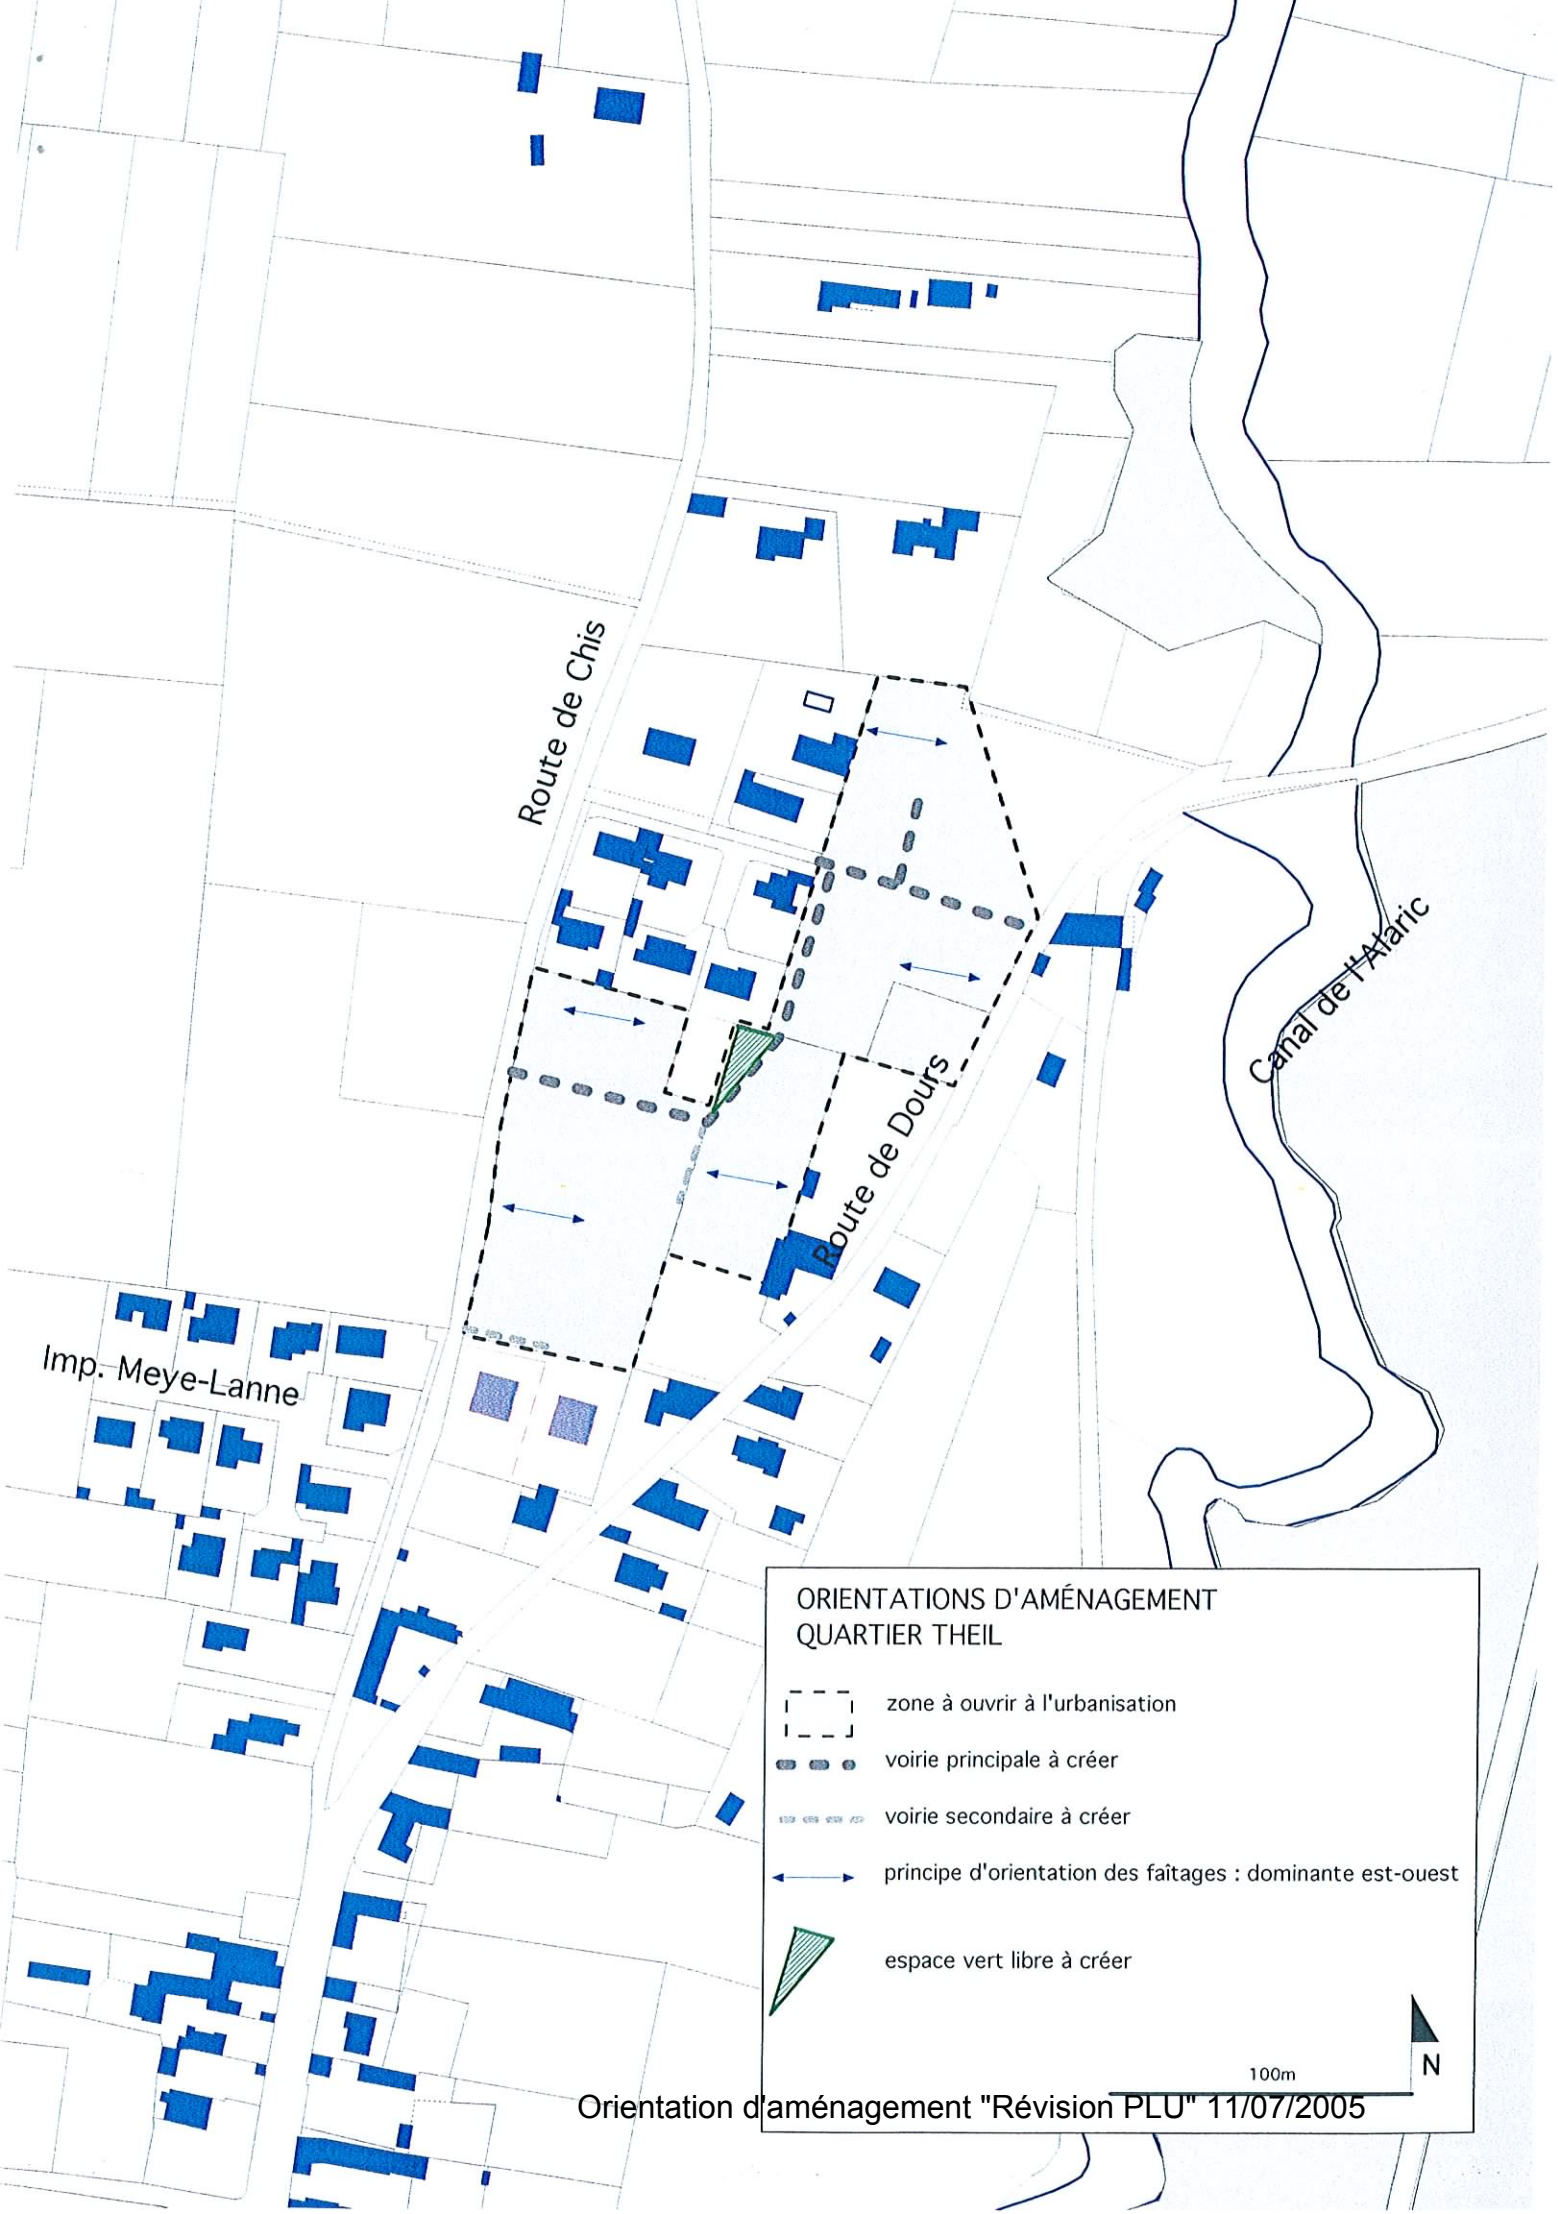 Route de Chis
Canal de l'Alaric
Route de Dours
Imp. Meye-Lanne
ORIENTATIONS D'AMÉNAGEMENT
QUARTIER THEIL
zone à ouvrir à l'urbanisation
voirie principale à créer
voirie secondaire à créer
principe d'orientation des faîtages : dominante est-ouest
espace vert libre à créer
N
100m
Orientation d'aménagement "Révision PLU" 11/07/2005